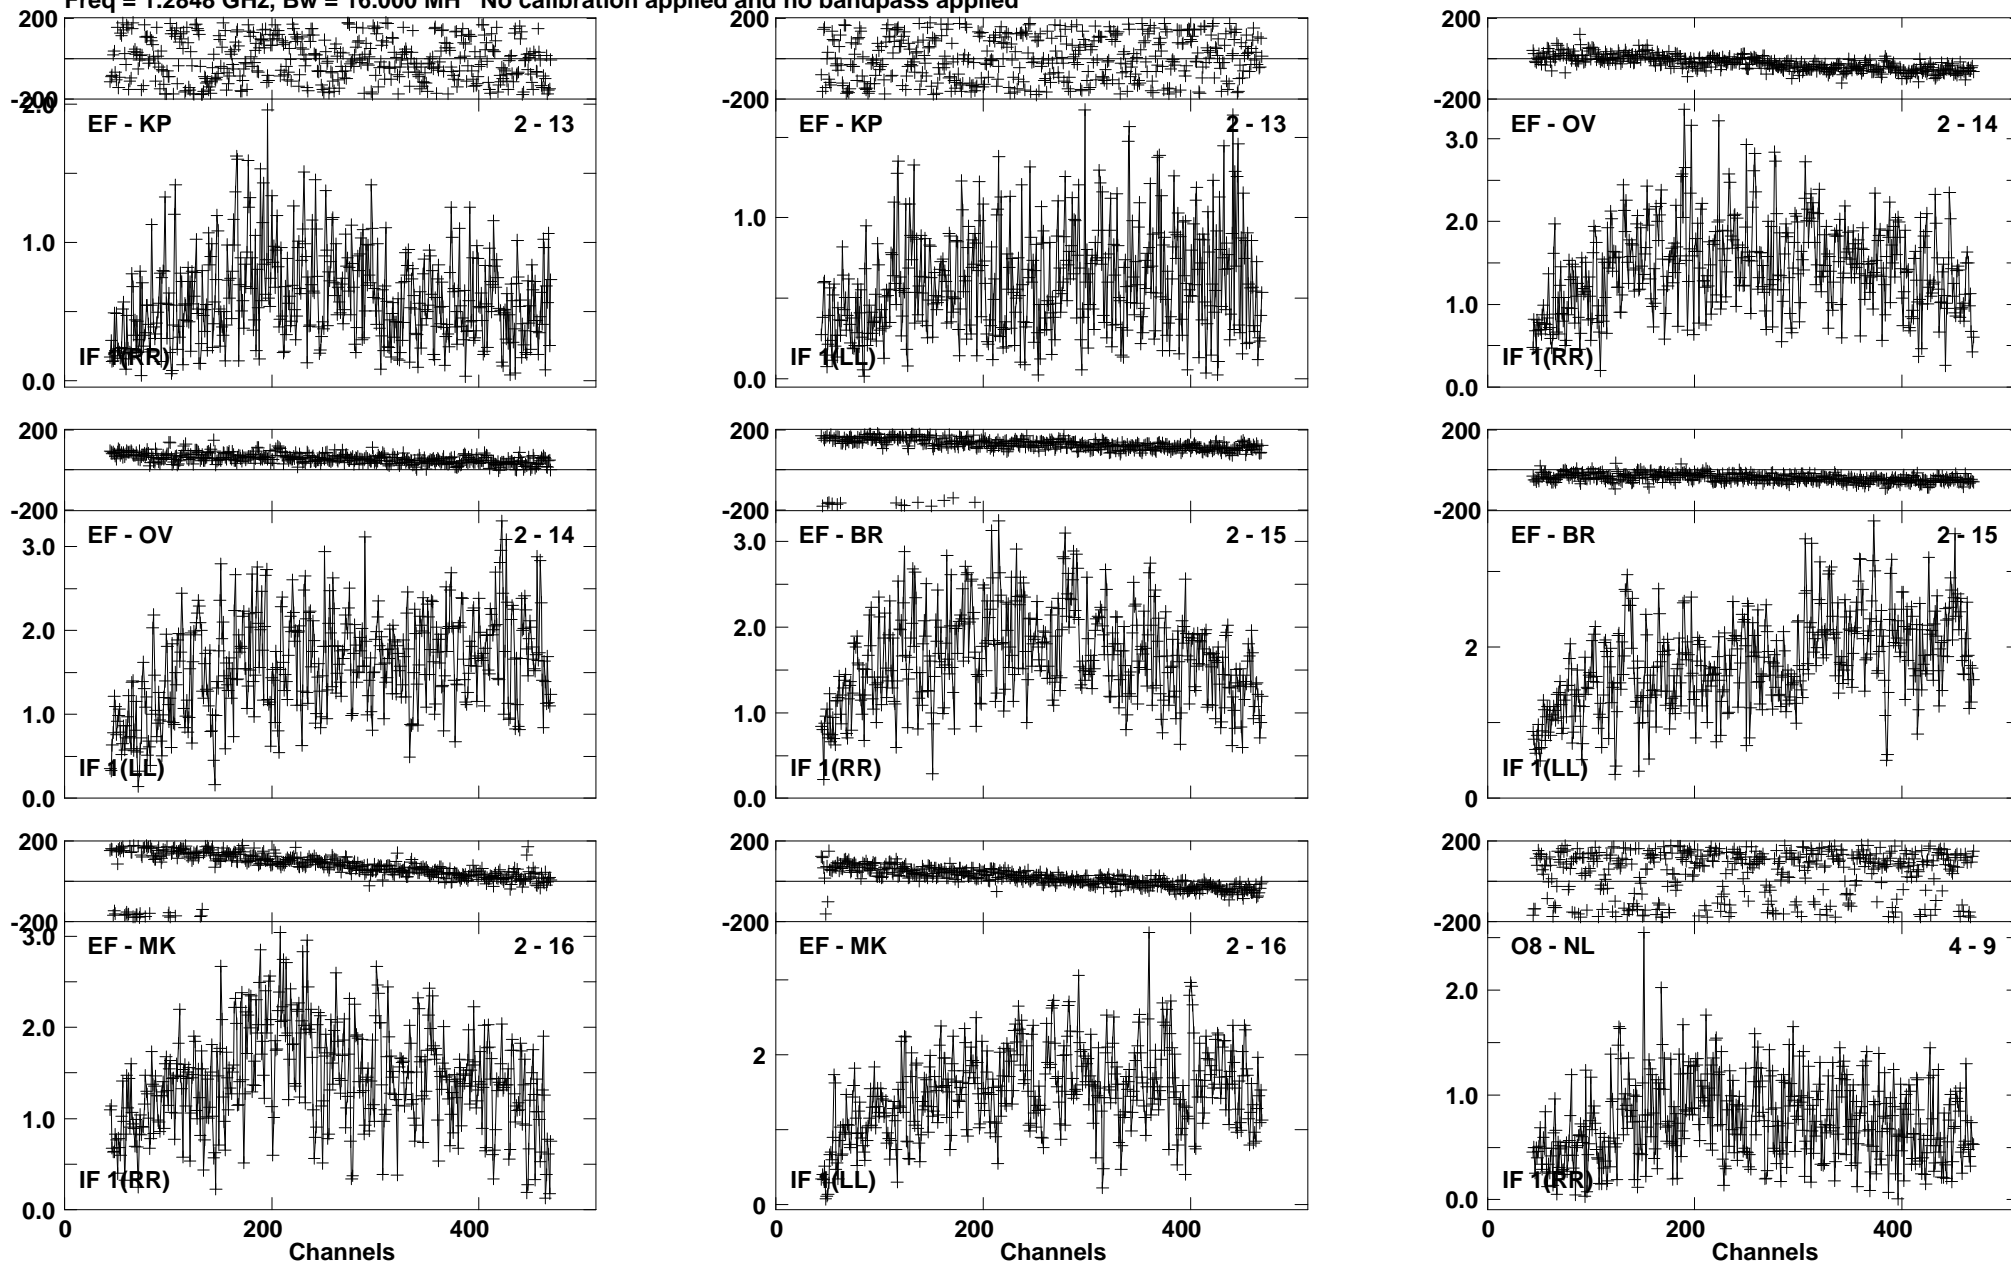 Freq = 1.2848 GHz, Bw = 16.000 MH No calibration applied and no bandpass applied
200
-200
2.0
1.0
0.0
EF - KP 2 - 13
IF 1(RR)
200
-200
1.0
0.0
EF - KP 2 - 13
IF 1(LL)
200
-200
3.0
2.0
1.0
0.0
EF - OV 2 - 14
IF 1(RR)
200
-200
3.0
2.0
1.0
0.0
EF - OV 2 - 14
IF 1(LL)
200
-200
3.0
2.0
1.0
0.0
EF - BR 2 - 15
IF 1(RR)
200
-200
2
0
EF - BR 2 - 15
IF 1(LL)
200
-200
3.0
2.0
1.0
0.0
EF - MK 2 - 16
IF 1(RR)
0 200 400
Channels
200
-200
2
0
EF - MK 2 - 16
IF 1(LL)
200
-200
2.0
1.0
0.0
O8 - NL 4 - 9
IF 1(RR)
0 200 400
Channels